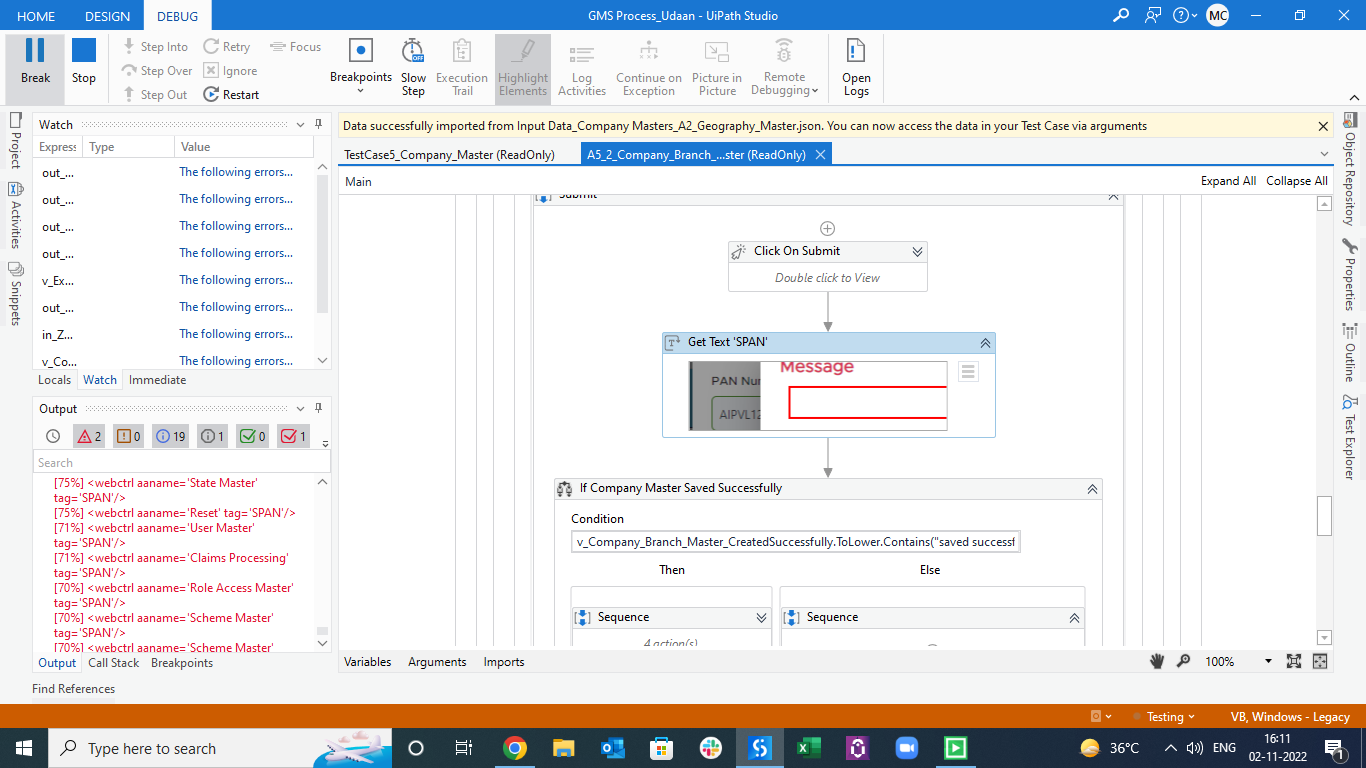 HOME DESIGN DEBUG GMS Process_Udaan - UiPath Studio MC
Break
Stop
Step Into
Step Over
Step Out
Retry
Ignore
Restart
Focus
Breakpoints
Slow Step
Execution Trail
Highlight Elements
Log Activities
Continue on Exception
Picture in Picture
Remote Debugging
Open Logs
Project
Activities
Snippets
Watch
Express Type Value
out_... The following errors...
out_... The following errors...
out_... The following errors...
out_... The following errors...
v_Ex... The following errors...
out_... The following errors...
in_Z... The following errors...
v_Co... The following errors...
Locals Watch Immediate
Output
2 0 19 1 0 1
Search
[75%] <webctrl aaname='State Master'
tag='SPAN'/>
[75%] <webctrl aaname='Reset' tag='SPAN'/>
[71%] <webctrl aaname='User Master'
tag='SPAN'/>
[71%] <webctrl aaname='Claims Processing'
tag='SPAN'/>
[70%] <webctrl aaname='Role Access Master'
tag='SPAN'/>
[70%] <webctrl aaname='Scheme Master'
tag='SPAN'/>
[70%] <webctrl aaname='Scheme Master'
Output Call Stack Breakpoints
Find References
Data successfully imported from Input Data_Company Masters_A2_Geography_Master.json. You can now access the data in your Test Case via arguments
TestCase5_Company_Master (ReadOnly) A5_2_Company_Branch_...ster (ReadOnly)
Main Expand All Collapse All
Submit
Click On Submit
Double click to View
Get Text 'SPAN'
Message
PAN Nur
AIPVL12
If Company Master Saved Successfully
Condition
v_Company_Branch_Master_CreatedSuccessfully.ToLower.Contains("saved successf
Then Else
Sequence Sequence
4 action(s)
Variables Arguments Imports 100%
Object Repository
Properties
Outline
Test Explorer
Testing VB, Windows - Legacy
Type here to search
36°C ENG 16:11
02-11-2022
1